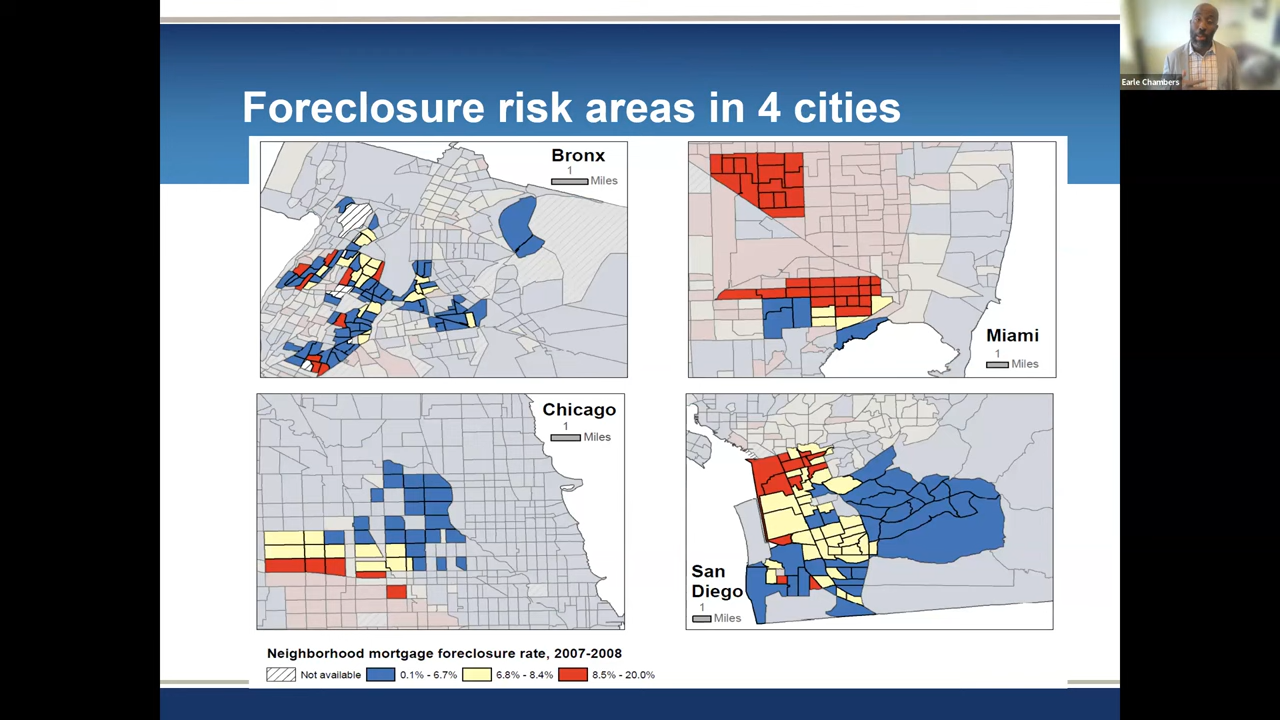 Foreclosure risk areas in 4 cities
Earle Chambers
Bronx
1
Miles
Miami
1
Miles
Chicago
1
Miles
San
Diego
1
Miles
Neighborhood mortgage foreclosure rate, 2007-2008
Not available 0.1% - 6.7% 6.8% - 8.4% 8.5% - 20.0%